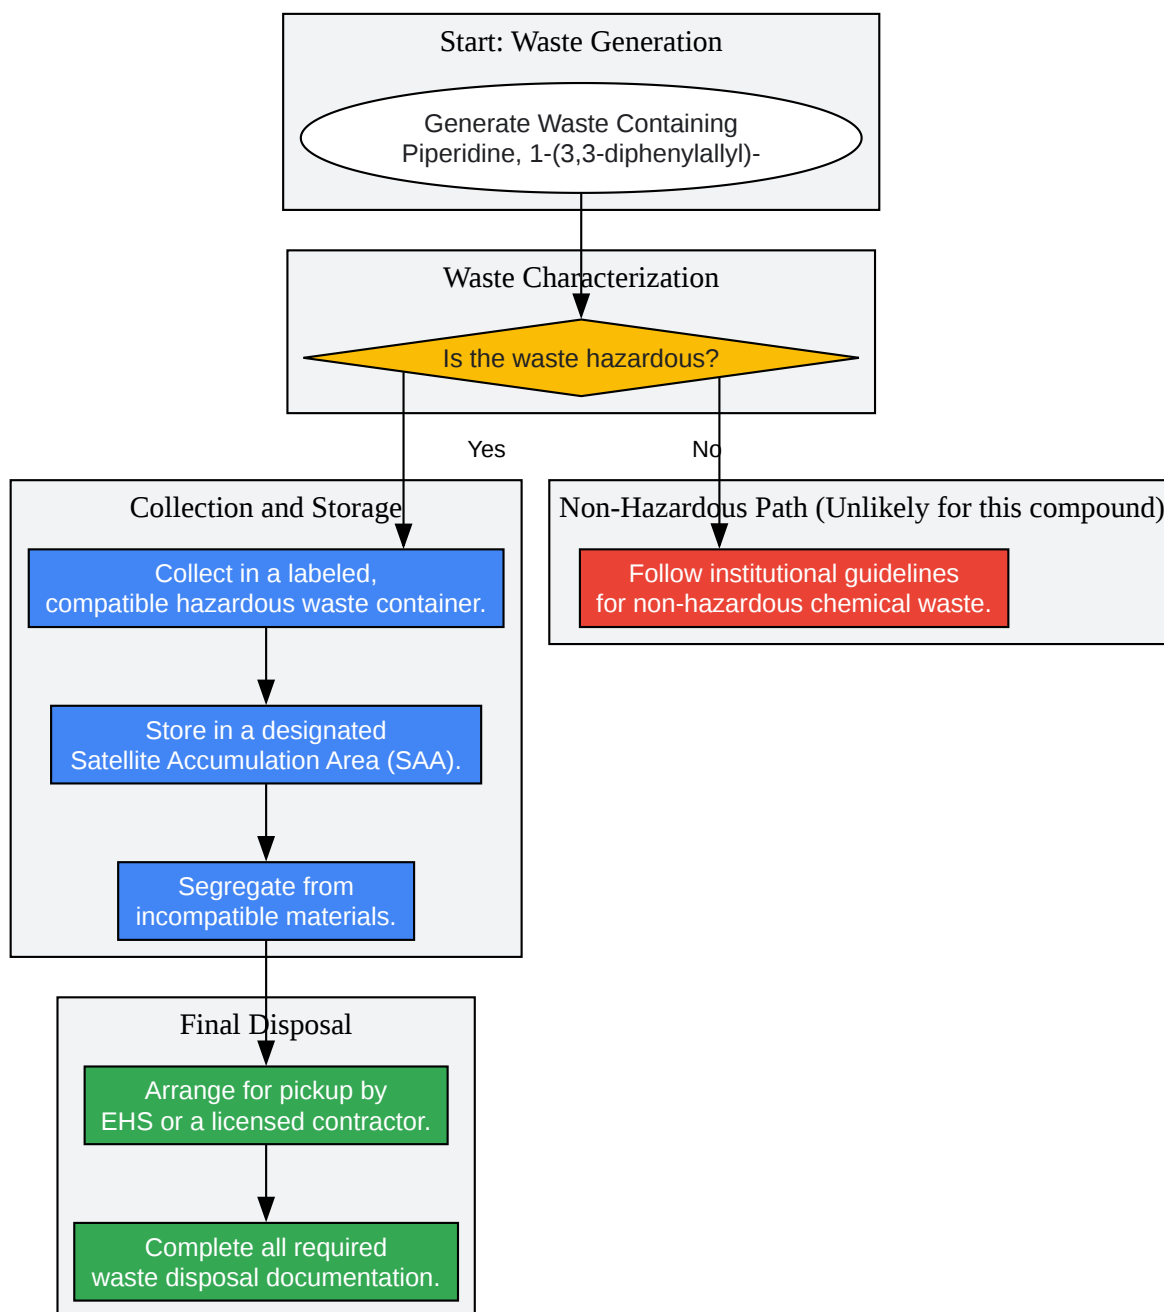 Start: Waste Generation
Generate Waste Containing
Piperidine, 1-(3,3-diphenylallyl)-
Waste Characterization
Is the waste hazardous?
Yes
No
Collection and Storage
Collect in a labeled,
compatible hazardous waste container.
Store in a designated
Satellite Accumulation Area (SAA).
Segregate from
incompatible materials.
Non-Hazardous Path (Unlikely for this compound)
Follow institutional guidelines
for non-hazardous chemical waste.
Final Disposal
Arrange for pickup by
EHS or a licensed contractor.
Complete all required
waste disposal documentation.